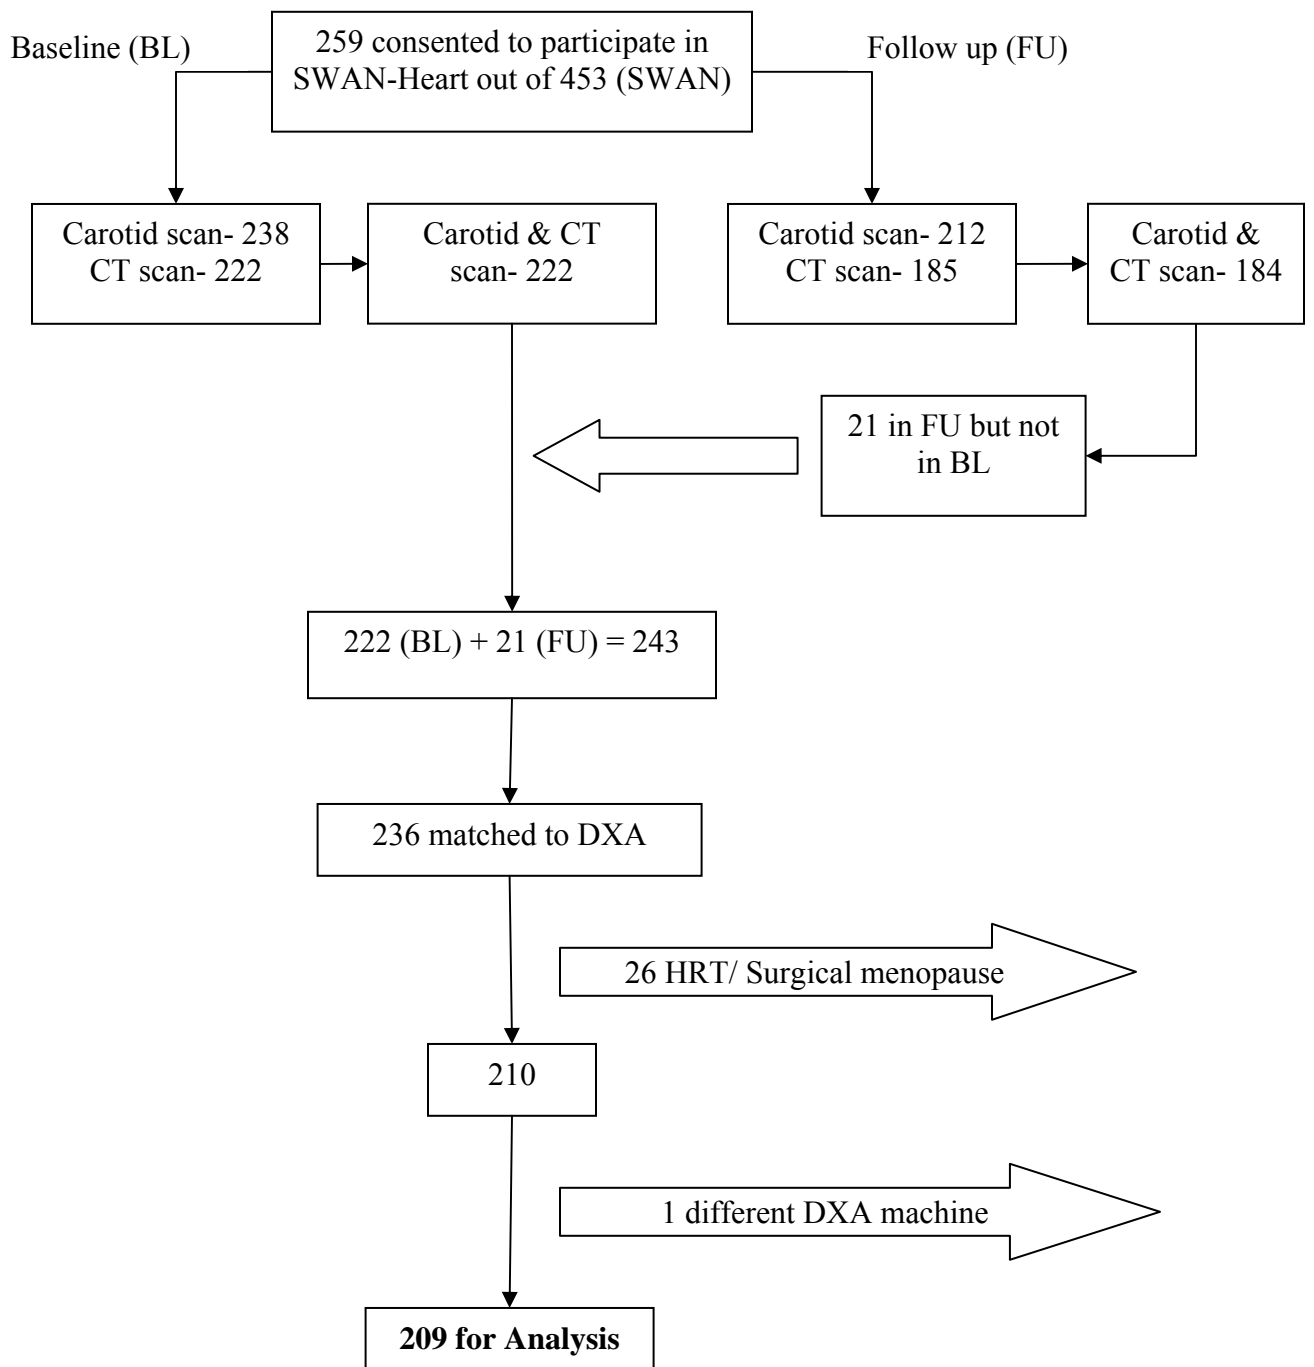 Baseline (BL)
259 consented to participate in
SWAN-Heart out of 453 (SWAN)
Follow up (FU)
Carotid scan- 238
CT scan- 222
Carotid & CT
scan- 222
Carotid scan- 212
CT scan- 185
Carotid &
CT scan- 184
21 in FU but not
in BL
222 (BL) + 21 (FU) = 243
236 matched to DXA
26 HRT/ Surgical menopause
210
1 different DXA machine
209 for Analysis